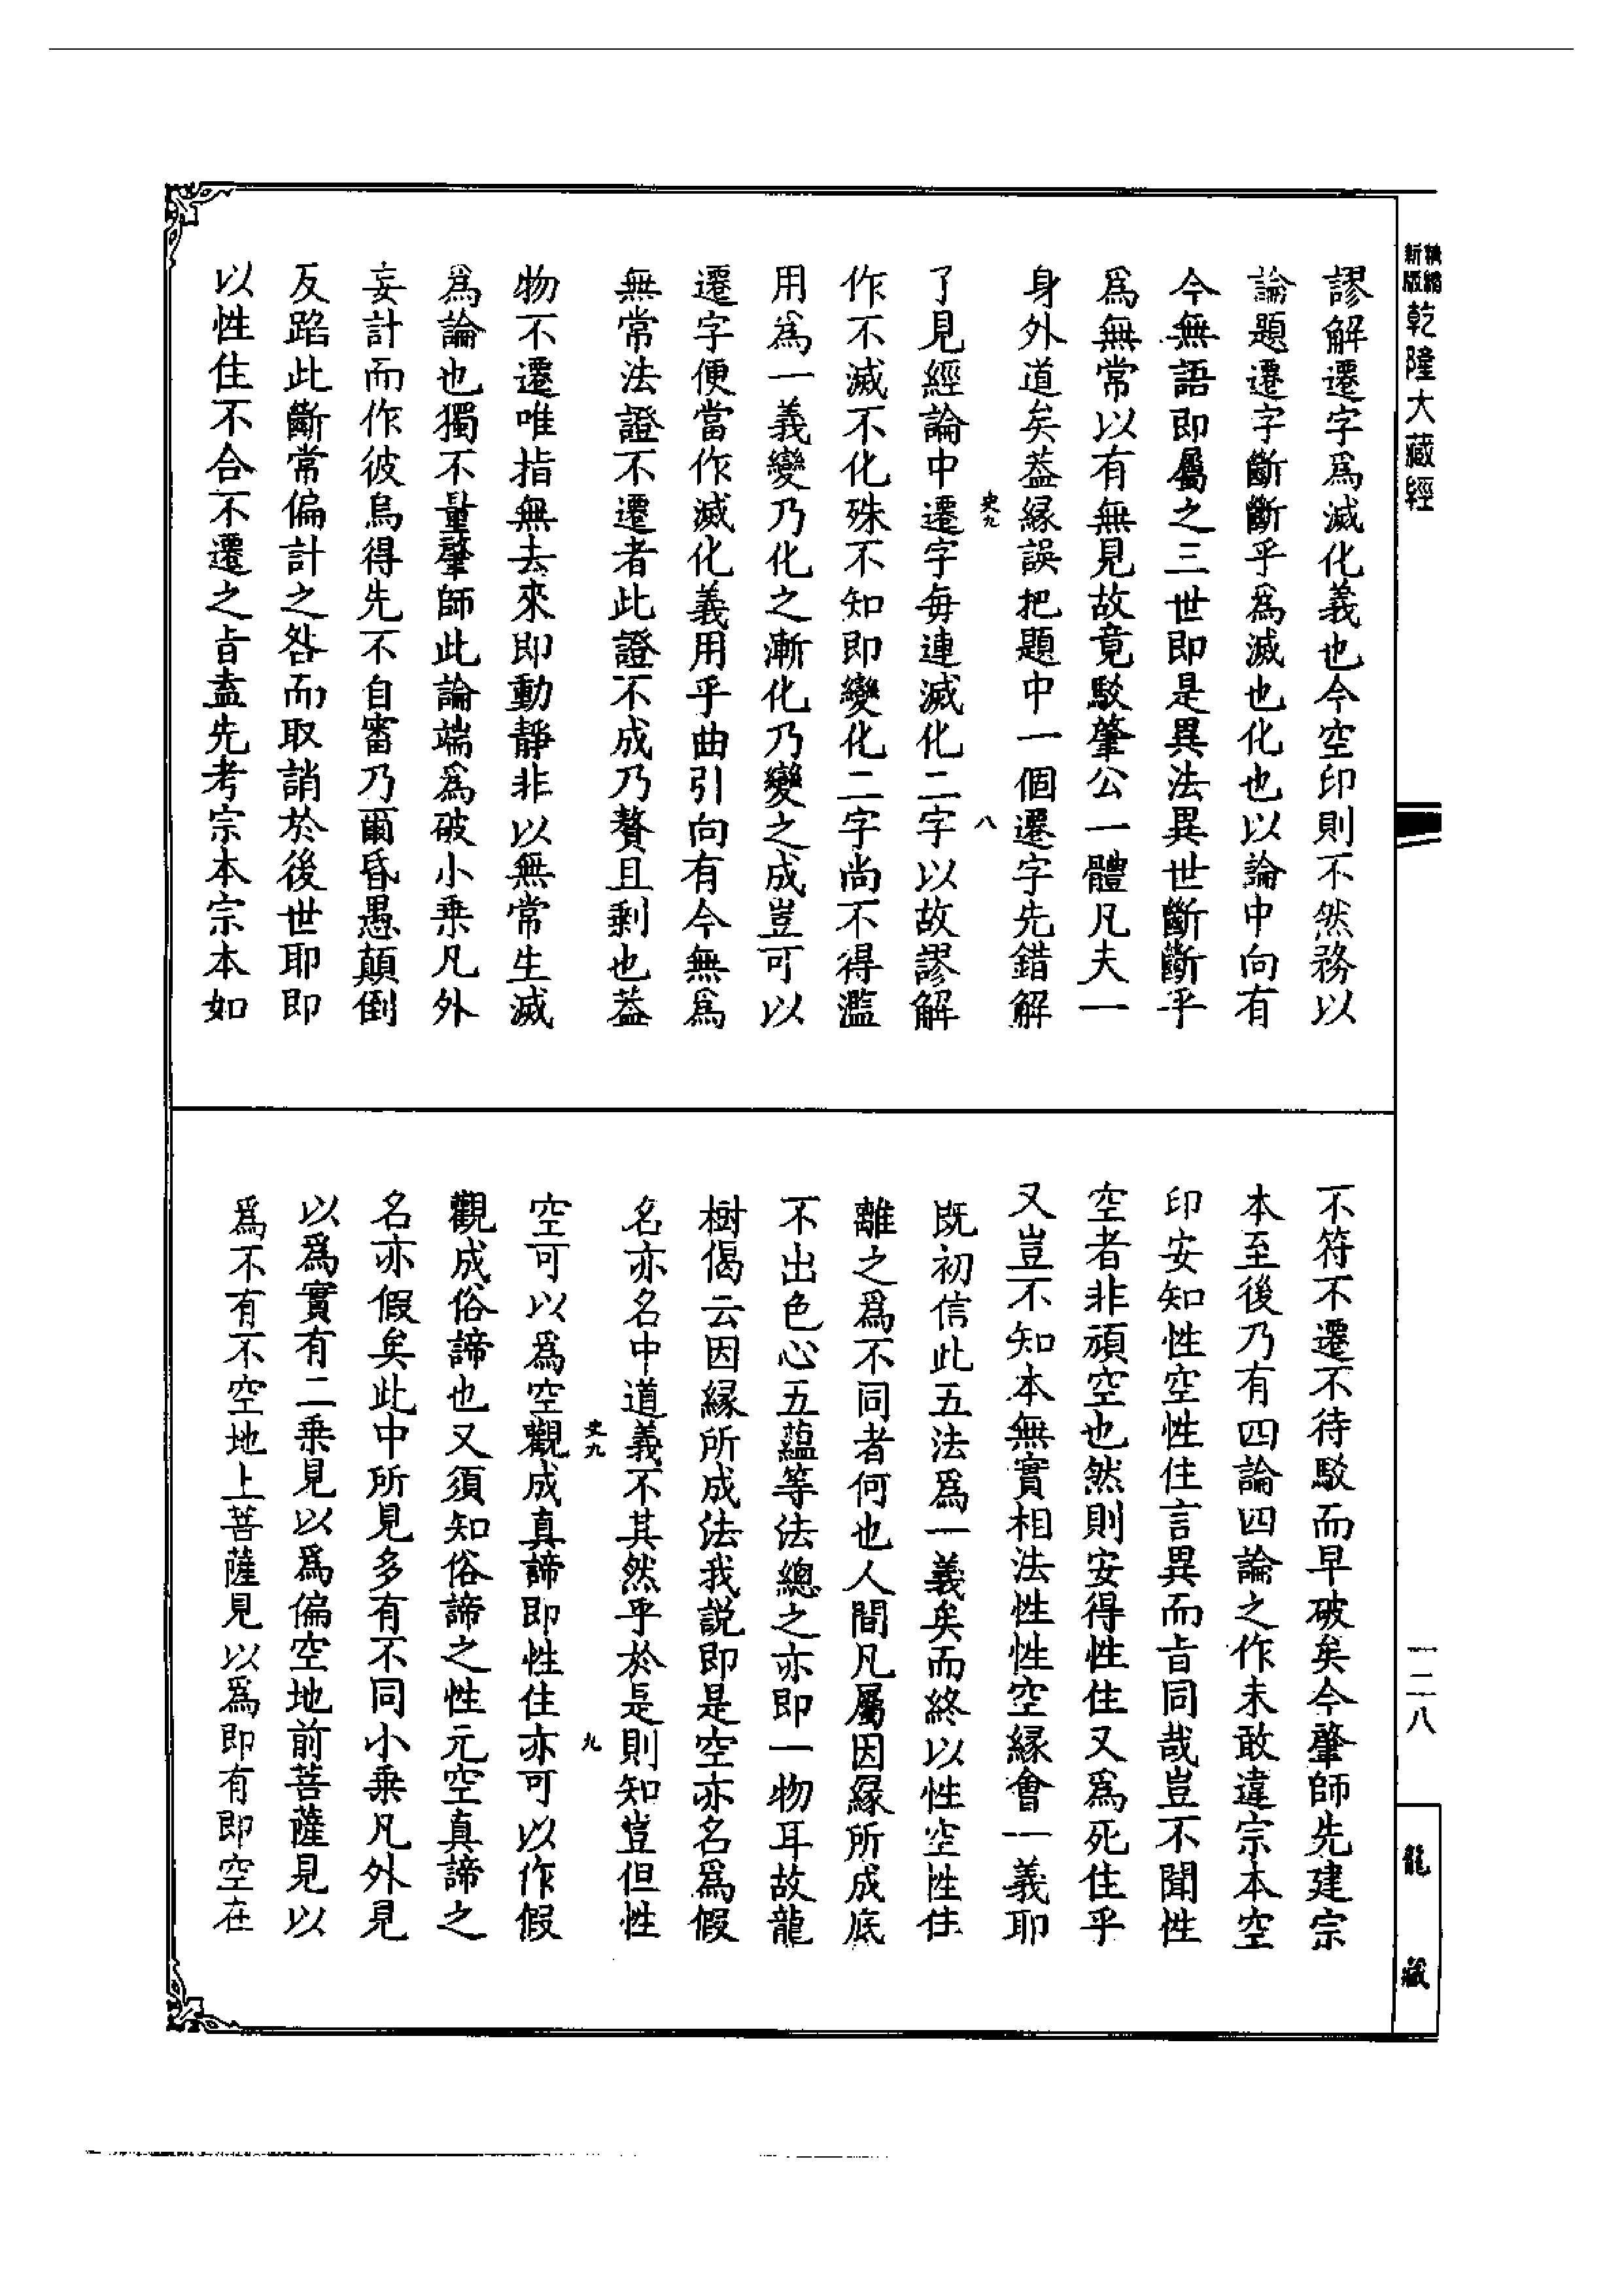 精縮
新版
乾隆大藏經
謬解遷字爲滅化義也今空印則不然務以
論題遷字斷斷乎爲滅也化也以論中向有
今無語即屬之三世即是異法異世斷斷乎
爲無常以有無見故竟駁肇公一體凡夫一
身外道矣葢緣誤把題中一個遷字先錯解
史九
八
了見經論中遷字每連滅化二字以故謬解
作不滅不化殊不知即變化二字尚不得濫
用爲一義變乃化之漸化乃變之成豈可以
遷字便當作滅化義用乎曲引向有今無爲
無常法證不遷者此證不成乃贅且剩也葢
物不遷唯指無去來即動靜非以無常生滅
爲論也獨不量肇師此論端爲破小乘凡外
妄計而作彼烏得先不自審乃爾昏愚顛倒
反蹈此斷常偏計之咎而取誚於後世耶即
以性住不合不遷之旨盍先考宗本宗本如
不符不遷不待駁而早破矣今肇師先建宗
本至後乃有四論四論之作未敢違宗本空
印安知性空性住言異而旨同哉豈不聞性
空者非頑空也然則安得性住又爲死住乎
又豈不知本無實相法性性空緣會一義耶
既初信此五法爲一義矣而終以性空性住
離之爲不同者何也人間凡屬因緣所成底
不出色心五蘊等法總之亦即一物耳故龍
樹偈云因緣所成法我說即是空亦名爲假
名亦名中道義不其然乎於是則知豈但性
史九
九
空可以爲空觀成真諦即性住亦可以作假
觀成俗諦也又須知俗諦之性元空真諦之
名亦假矣此中所見多有不同小乘凡外見
以爲實有二乘見以爲偏空地前菩薩見以
爲不有不空地上菩薩見以爲即有即空在
一二八
龍藏